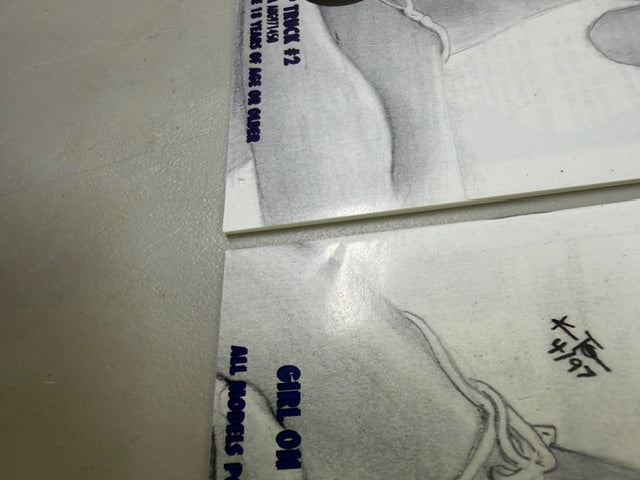 TRUCK #2
18 YEARS OF AGE OR OLDER
GIRL ON
ALL MODELS
4/97